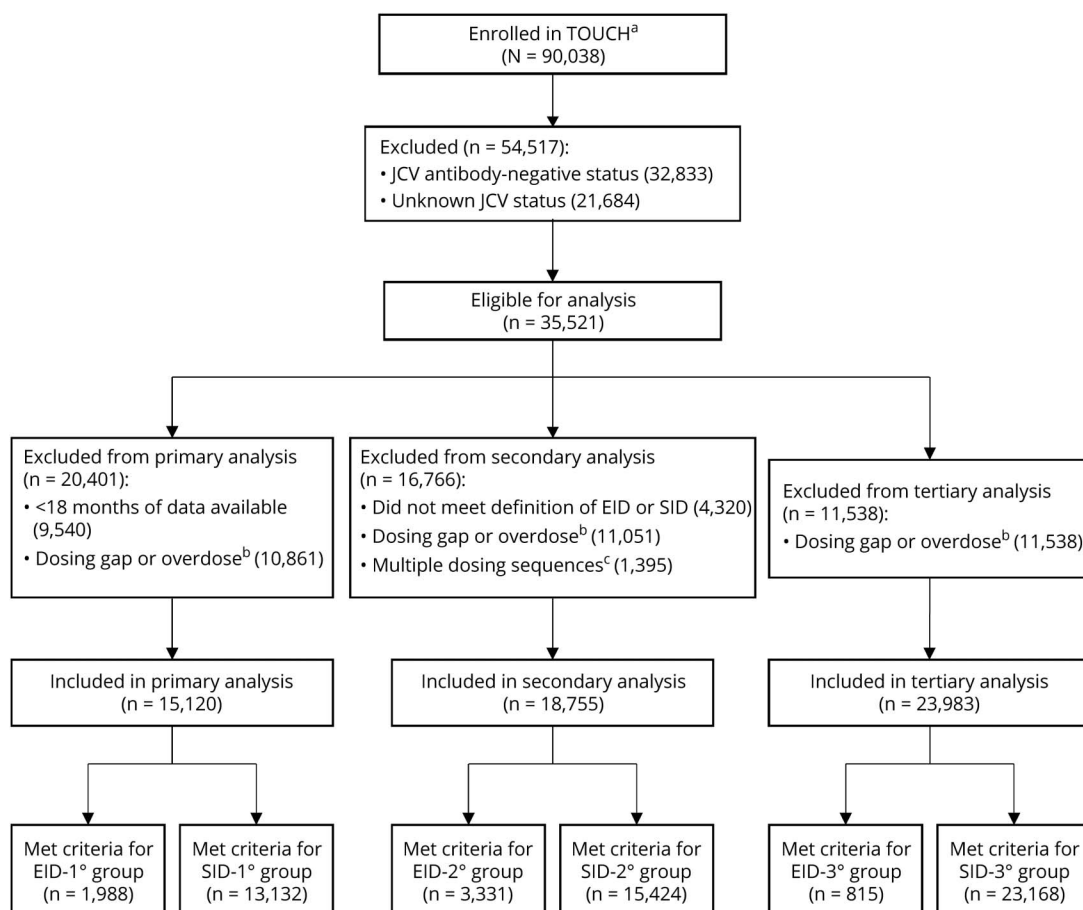 Enrolled in TOUCHᵃ
(N = 90,038)
Excluded (n = 54,517):
• JCV antibody-negative status (32,833)
• Unknown JCV status (21,684)
Eligible for analysis
(n = 35,521)
Excluded from primary analysis
(n = 20,401):
• <18 months of data available
(9,540)
• Dosing gap or overdoseᵇ (10,861)
Excluded from secondary analysis
(n = 16,766):
• Did not meet definition of EID or SID (4,320)
• Dosing gap or overdoseᵇ (11,051)
• Multiple dosing sequencesᶜ (1,395)
Excluded from tertiary analysis
(n = 11,538):
• Dosing gap or overdoseᵇ (11,538)
Included in primary analysis
(n = 15,120)
Included in secondary analysis
(n = 18,755)
Included in tertiary analysis
(n = 23,983)
Met criteria for
EID-1° group
(n = 1,988)
Met criteria for
SID-1° group
(n = 13,132)
Met criteria for
EID-2° group
(n = 3,331)
Met criteria for
SID-2° group
(n = 15,424)
Met criteria for
EID-3° group
(n = 815)
Met criteria for
SID-3° group
(n = 23,168)